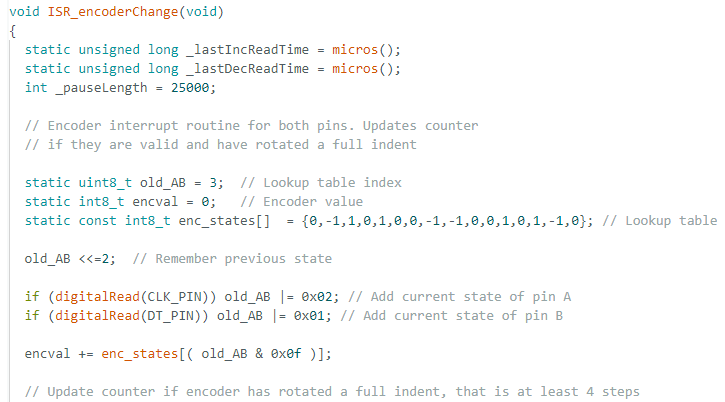 void ISR_encoderChange(void)
{
static unsigned long _lastIncReadTime = micros();
static unsigned long _lastDecReadTime = micros();
int _pauseLength = 25000;
// Encoder interrupt routine for both pins. Updates counter
// if they are valid and have rotated a full indent
static uint8_t old_AB = 3;  // Lookup table index
static int8_t encval = 0;   // Encoder value
static const int8_t enc_states[]  = {0,-1,1,0,1,0,0,-1,-1,0,0,1,0,1,-1,0}; // Lookup table
old_AB <<=2;  // Remember previous state
if (digitalRead(CLK_PIN)) old_AB |= 0x02; // Add current state of pin A
if (digitalRead(DT_PIN)) old_AB |= 0x01; // Add current state of pin B
encval += enc_states[( old_AB & 0x0f )];
// Update counter if encoder has rotated a full indent, that is at least 4 steps